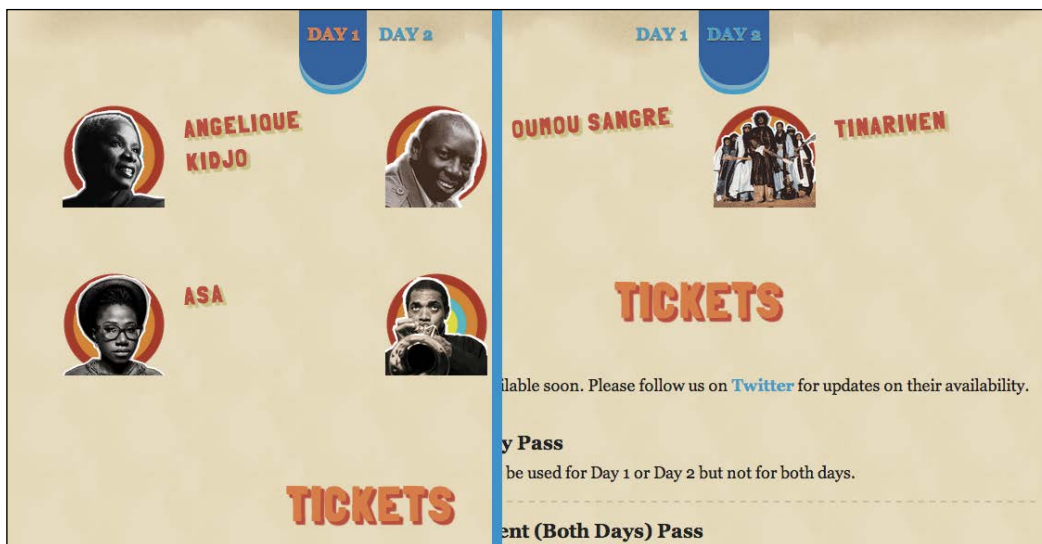 DAY 1 DAY 2
ANGELIQUE
KIDJO
ASA
TICKETS
DAY 1 DAY 2
OUMOU SANGRE
TINARIWEN
TICKETS
ilable soon. Please follow us on Twitter for updates on their availability.
y Pass
be used for Day 1 or Day 2 but not for both days.
ent (Both Days) Pass